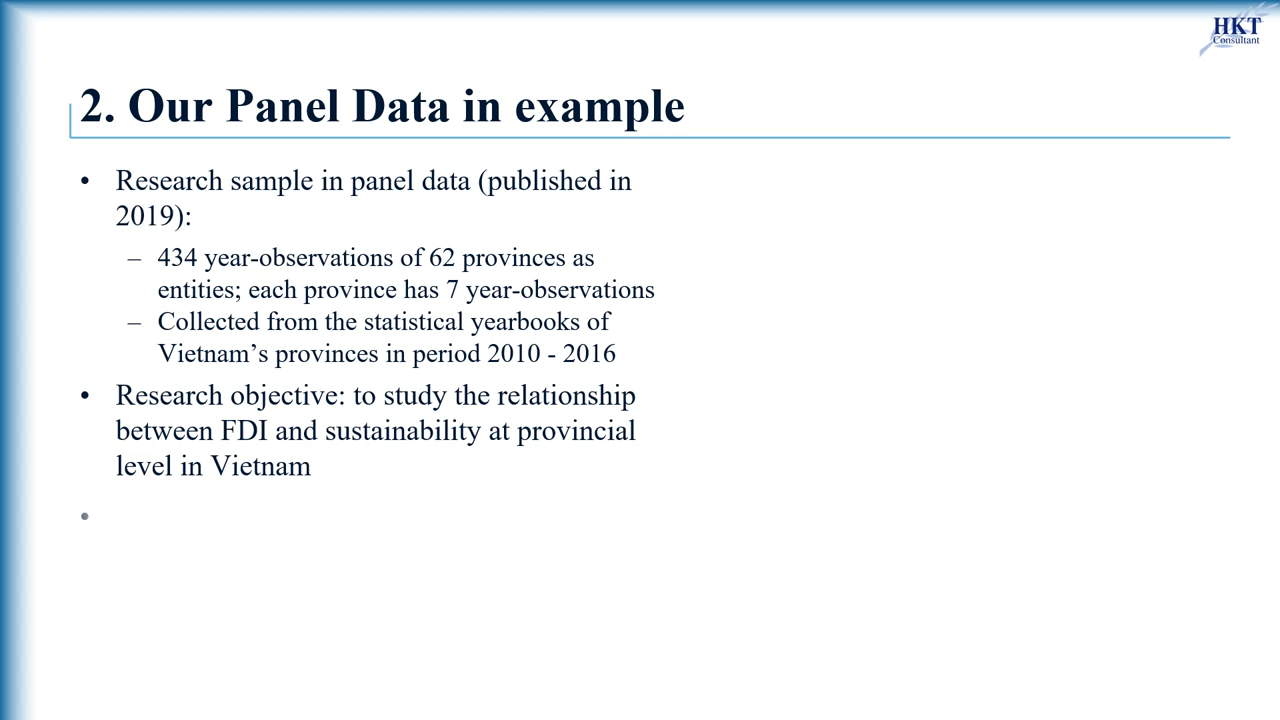 HKT
Consultant
2. Our Panel Data in example
• Research sample in panel data (published in
2019):
– 434 year-observations of 62 provinces as
entities; each province has 7 year-observations
– Collected from the statistical yearbooks of
Vietnam’s provinces in period 2010 - 2016
• Research objective: to study the relationship
between FDI and sustainability at provincial
level in Vietnam
•